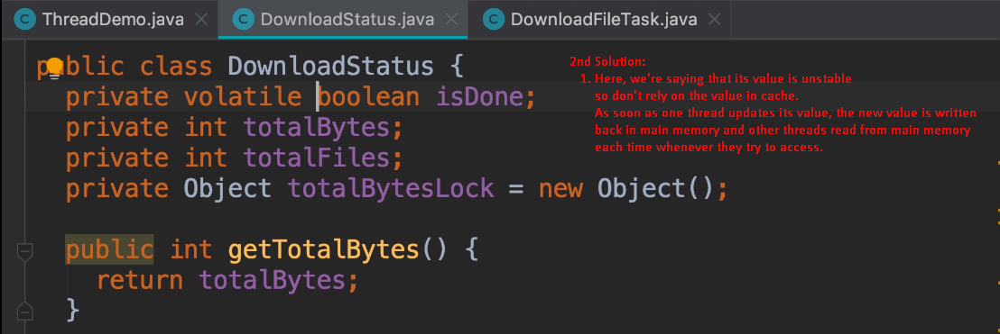 ThreadDemo.java
DownloadStatus.java
DownloadFileTask.java
public class DownloadStatus {
2nd Solution:
1. Here, we're saying that its value is unstable
so don't rely on the value in cache.
As soon as one thread updates its value, the new value is written
back in main memory and other threads read from main memory
each time whenever they try to access.
private volatile boolean isDone;
private int totalBytes;
private int totalFiles;
private Object totalBytesLock = new Object();
public int getTotalBytes() {
return totalBytes;
}